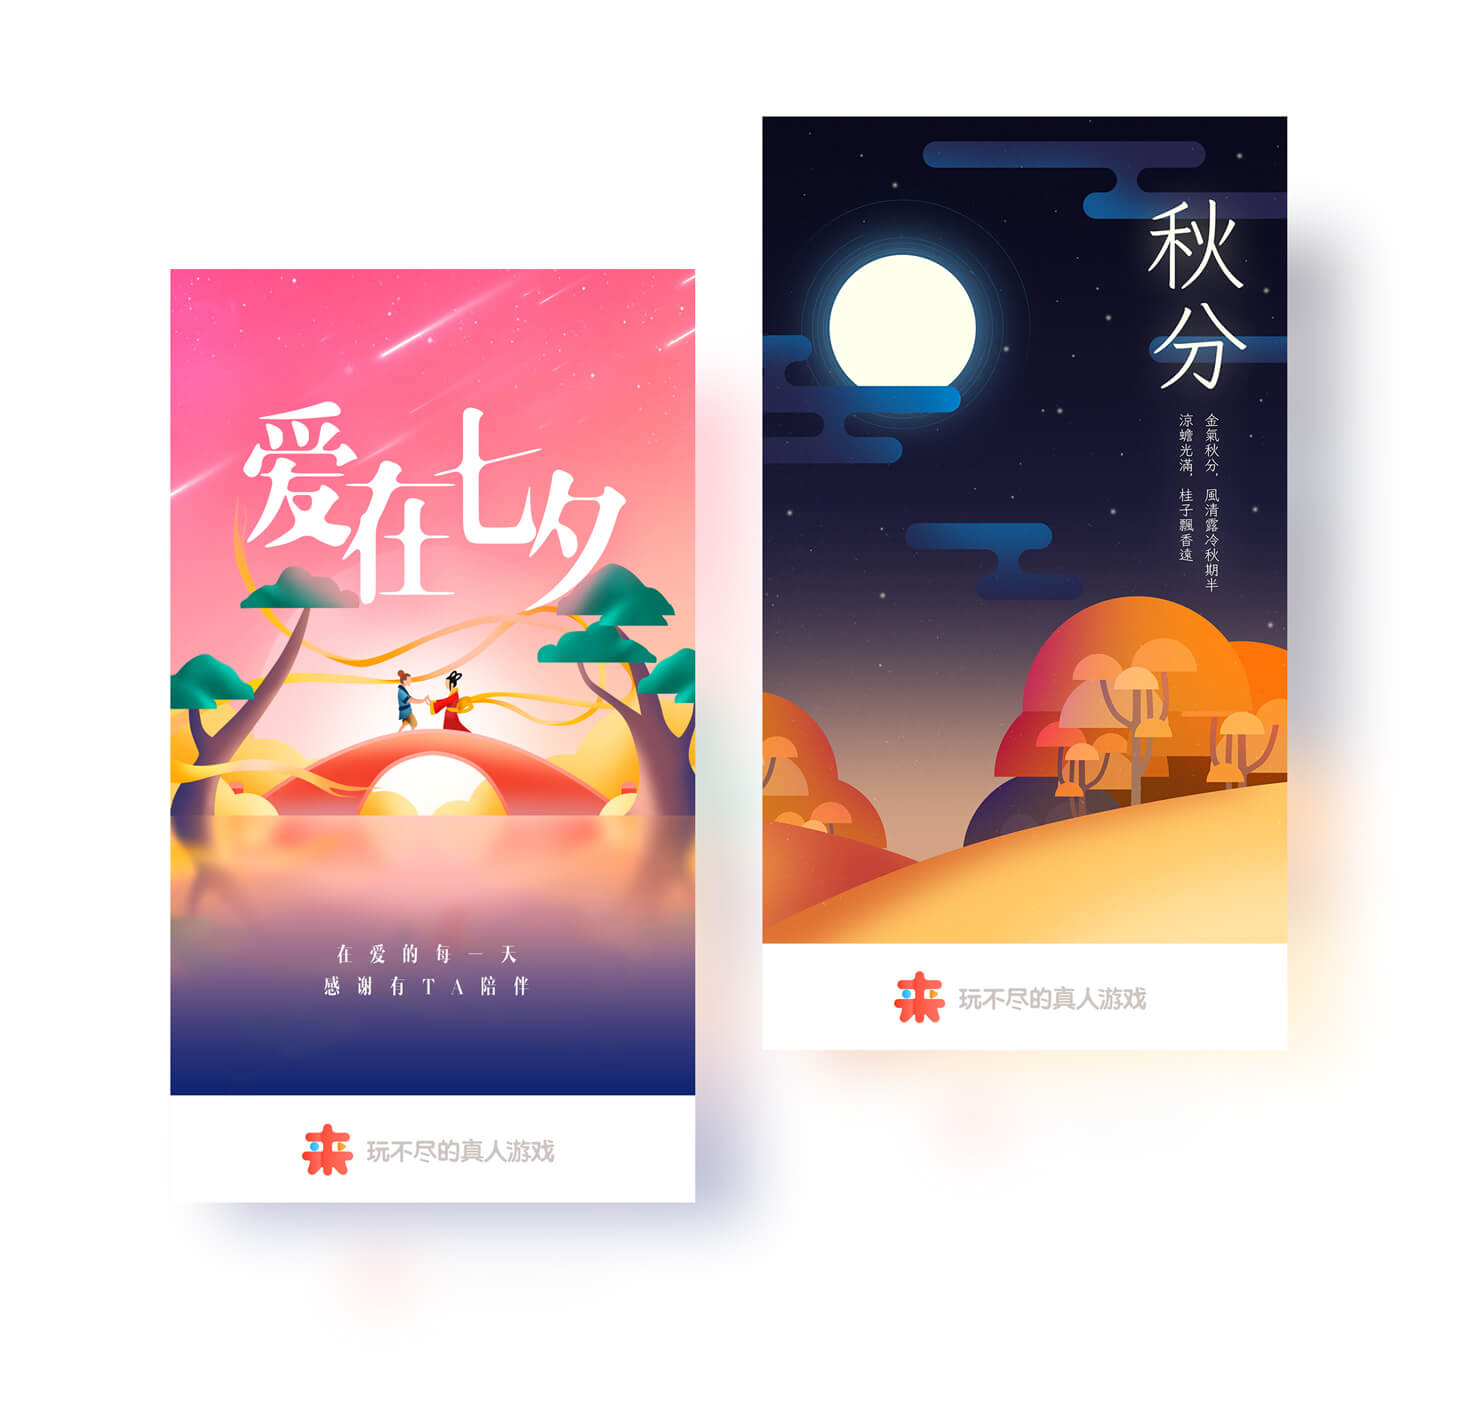 爱在七夕
在爱的每一天
感谢有TA陪伴
来 玩不尽的真人游戏
秋分
金氣秋分，風清露冷秋期半
涼蟾光滿，桂子飄香遠
来 玩不尽的真人游戏